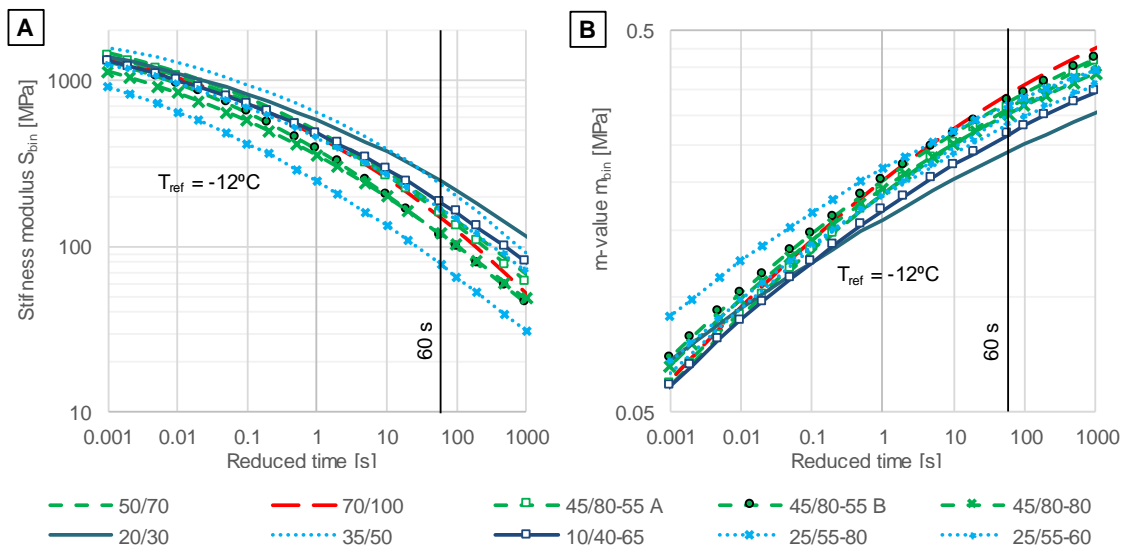 A
B
Stiffness modulus S_bin [MPa]
1000
100
10
T_ref = -12ºC
60 s
0.001 0.01 0.1 1 10 100 1000
Reduced time [s]
m-value m_bin [MPa]
0.5
0.05
T_ref = -12ºC
60 s
0.001 0.01 0.1 1 10 100 1000
Reduced time [s]
50/70 70/100 45/80-55 A 45/80-55 B 45/80-80
20/30 35/50 10/40-65 25/55-80 25/55-60